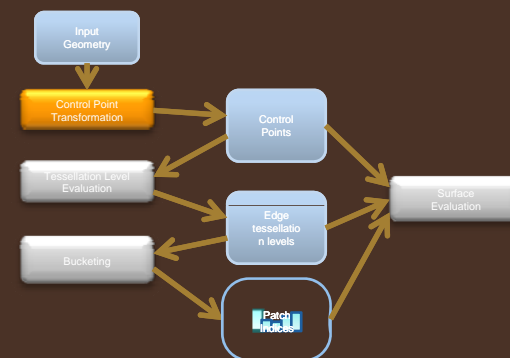 Input
Geometry
Control Point
Transformation
Control
Points
Tessellation Level
Evaluation
Surface
Evaluation
Edge
tessellatio
n levels
Bucketing
Patch
Indices